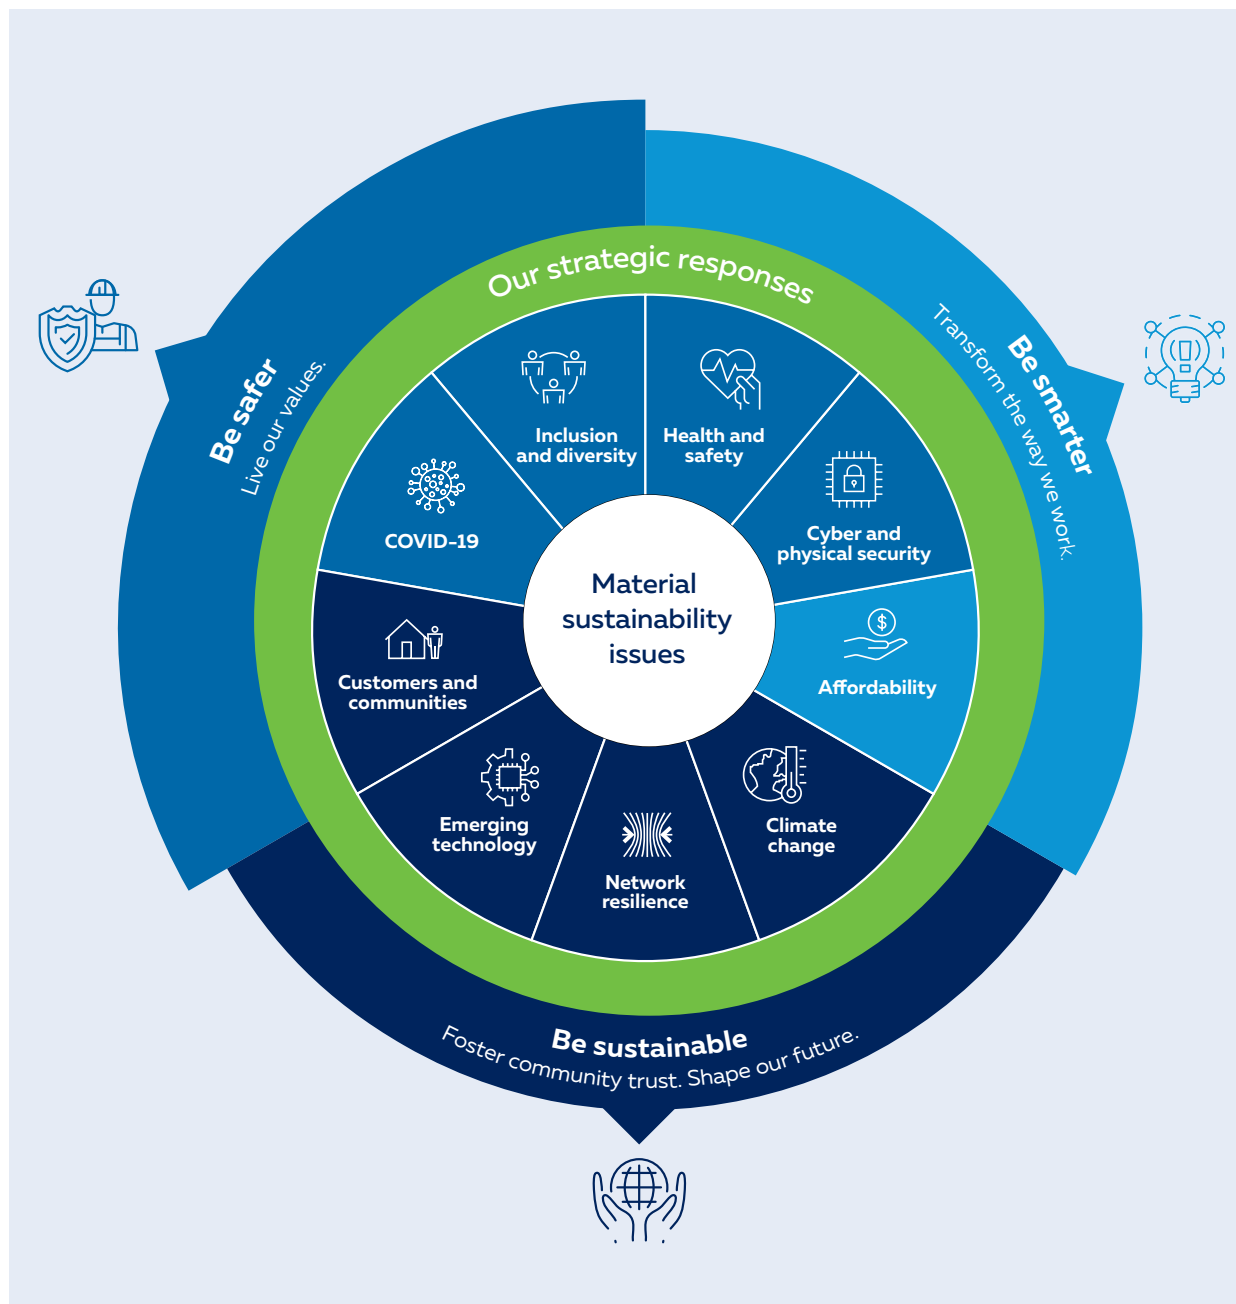 Our strategic responses
Be safer
Live our values.
Be smarter
Transform the way we work.
Inclusion
and diversity
Health and
safety
Cyber and
physical security
COVID-19
Material
sustainability
issues
Affordability
$
Customers and
communities
Emerging
technology
Network
resilience
Climate
change
Be sustainable
Foster community trust. Shape our future.